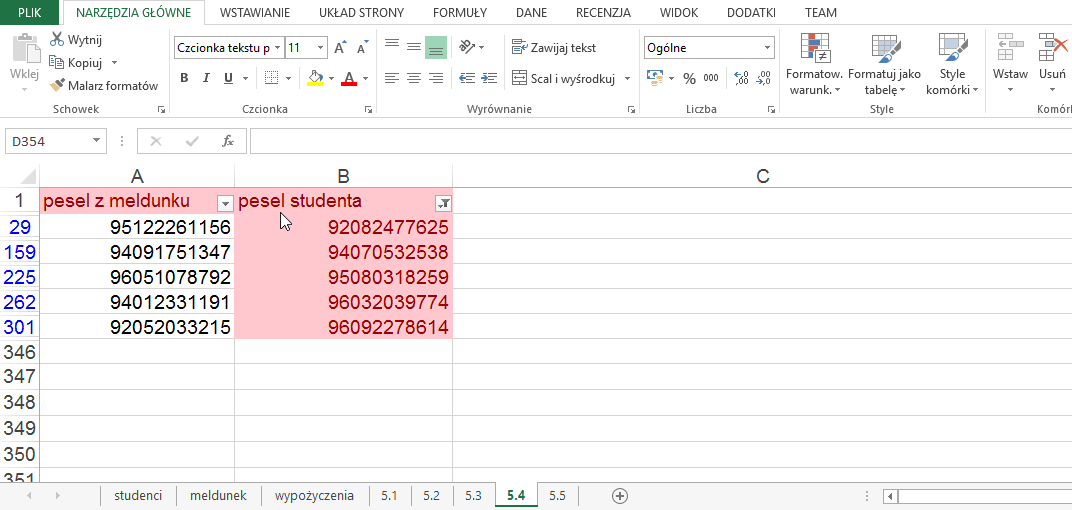 PLIK NARZĘDZIA GŁÓWNE WSTAWIANIE UKŁAD STRONY FORMUŁY DANE RECENZJA WIDOK DODATKI TEAM
Wklej
Wytnij
Kopiuj
Malarz formatów
Schowek
Czcionka tekstu p 11 A A
B I U A
Czcionka
Zawijaj tekst
Scal i wyśrodkuj
Wyrównanie
Ogólne
% 000 ,00 ,00
Liczba
Formatow. warunk.
Formatuj jako tabelę
Style komórki
Style
Wstaw Usuń
Komórk
D354 fx
A B C
1 pesel z meldunku pesel studenta
29 95122261156 92082477625
159 94091751347 94070532538
225 96051078792 95080318259
262 94012331191 96032039774
301 92052033215 96092278614
346
347
348
349
350
351
studenci meldunek wypożyczenia 5.1 5.2 5.3 5.4 5.5